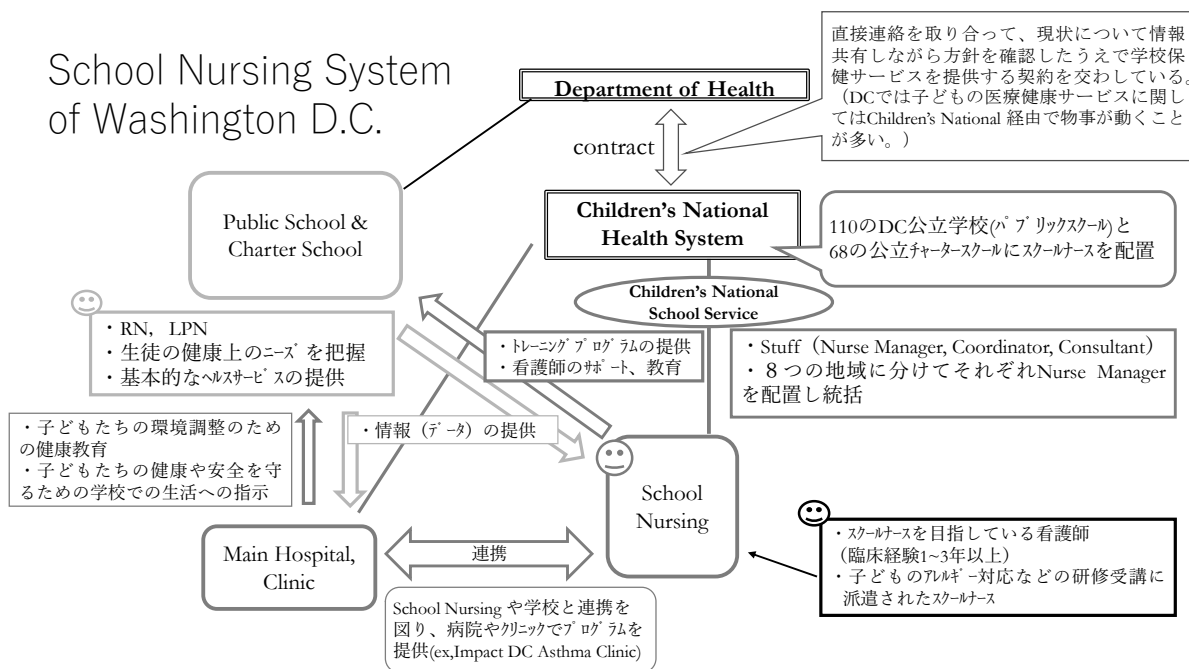 School Nursing System
of Washington D.C.
Department of Health
contract
直接連絡を取り合って、現状について情報
共有しながら方針を確認したうえで学校保
健サービスを提供する契約を交わしている。
（DCでは子どもの医療健康サービスに関し
てはChildren's National 経由で物事が動くこと
が多い。）
Public School &
Charter School
Children's National
Health System
110のDC公立学校(ﾊﾟﾌﾞﾘｯｸｽｸｰﾙ)と
68の公立ﾁｬｰﾀｰｽｸｰﾙにｽｸｰﾙﾅｰｽを配置
Children's National
School Service
・RN，LPN
・生徒の健康上のﾆｰｽﾞを把握
・基本的なﾍﾙｽｻｰﾋﾞｽの提供
・ﾄﾚｰﾆﾝｸﾞﾌﾟﾛｸﾞﾗﾑの提供
・看護師のｻﾎﾟｰﾄ、教育
・Stuff（Nurse Manager, Coordinator, Consultant）
・８つの地域に分けてそれぞれNurse Manager
を配置し統括
・子どもたちの環境調整のため
の健康教育
・子どもたちの健康や安全を守
るための学校での生活への指示
・情報（ﾃﾞｰﾀ）の提供
School
Nursing
Main Hospital,
Clinic
連携
・ｽｸｰﾙﾅｰｽを目指している看護師
（臨床経験1~3年以上）
・子どものｱﾚﾙｷﾞｰ対応などの研修受講に
派遣されたｽｸｰﾙﾅｰｽ
School Nursing や学校と連携を
図り、病院やｸﾘﾆｯｸでﾌﾟﾛｸﾞﾗﾑを
提供(ex,Impact DC Asthma Clinic)